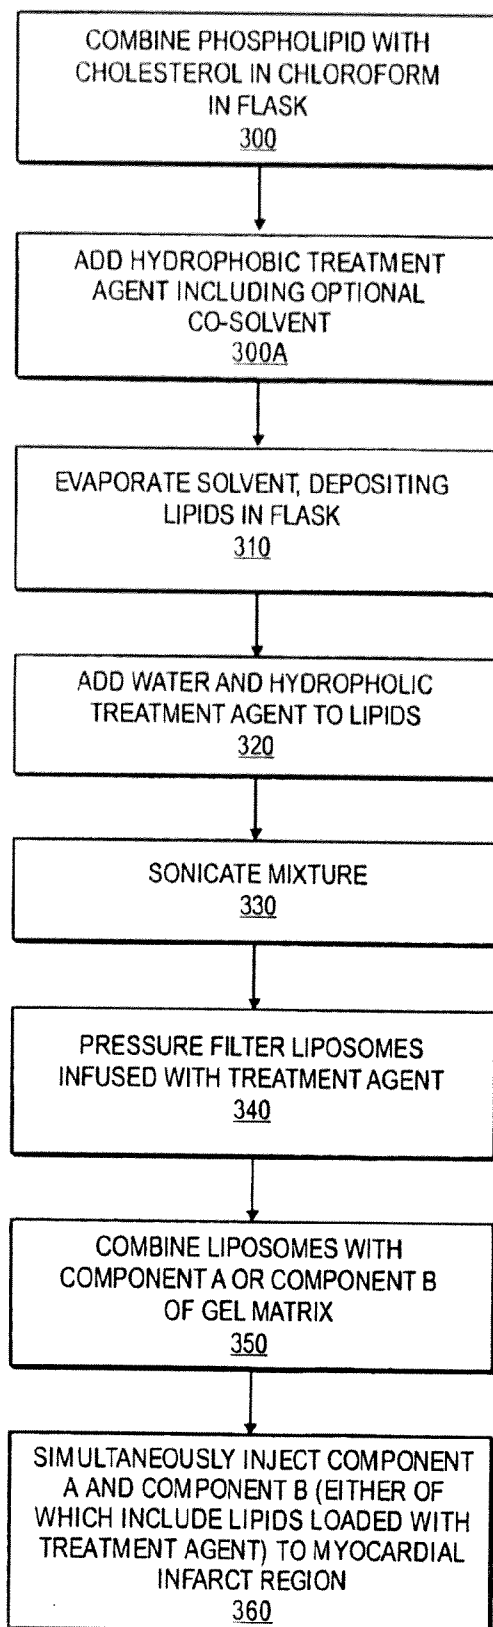 COMBINE PHOSPHOLIPID WITH
CHOLESTEROL IN CHLOROFORM
IN FLASK
300
ADD HYDROPHOBIC TREATMENT
AGENT INCLUDING OPTIONAL
CO-SOLVENT
300A
EVAPORATE SOLVENT, DEPOSITING
LIPIDS IN FLASK
310
ADD WATER AND HYDROPHOLIC
TREATMENT AGENT TO LIPIDS
320
SONICATE MIXTURE
330
PRESSURE FILTER LIPOSOMES
INFUSED WITH TREATMENT AGENT
340
COMBINE LIPOSOMES WITH
COMPONENT A OR COMPONENT B
OF GEL MATRIX
350
SIMULTANEOUSLY INJECT COMPONENT
A AND COMPONENT B (EITHER OF
WHICH INCLUDE LIPIDS LOADED WITH
TREATMENT AGENT) TO MYOCARDIAL
INFARCT REGION
360